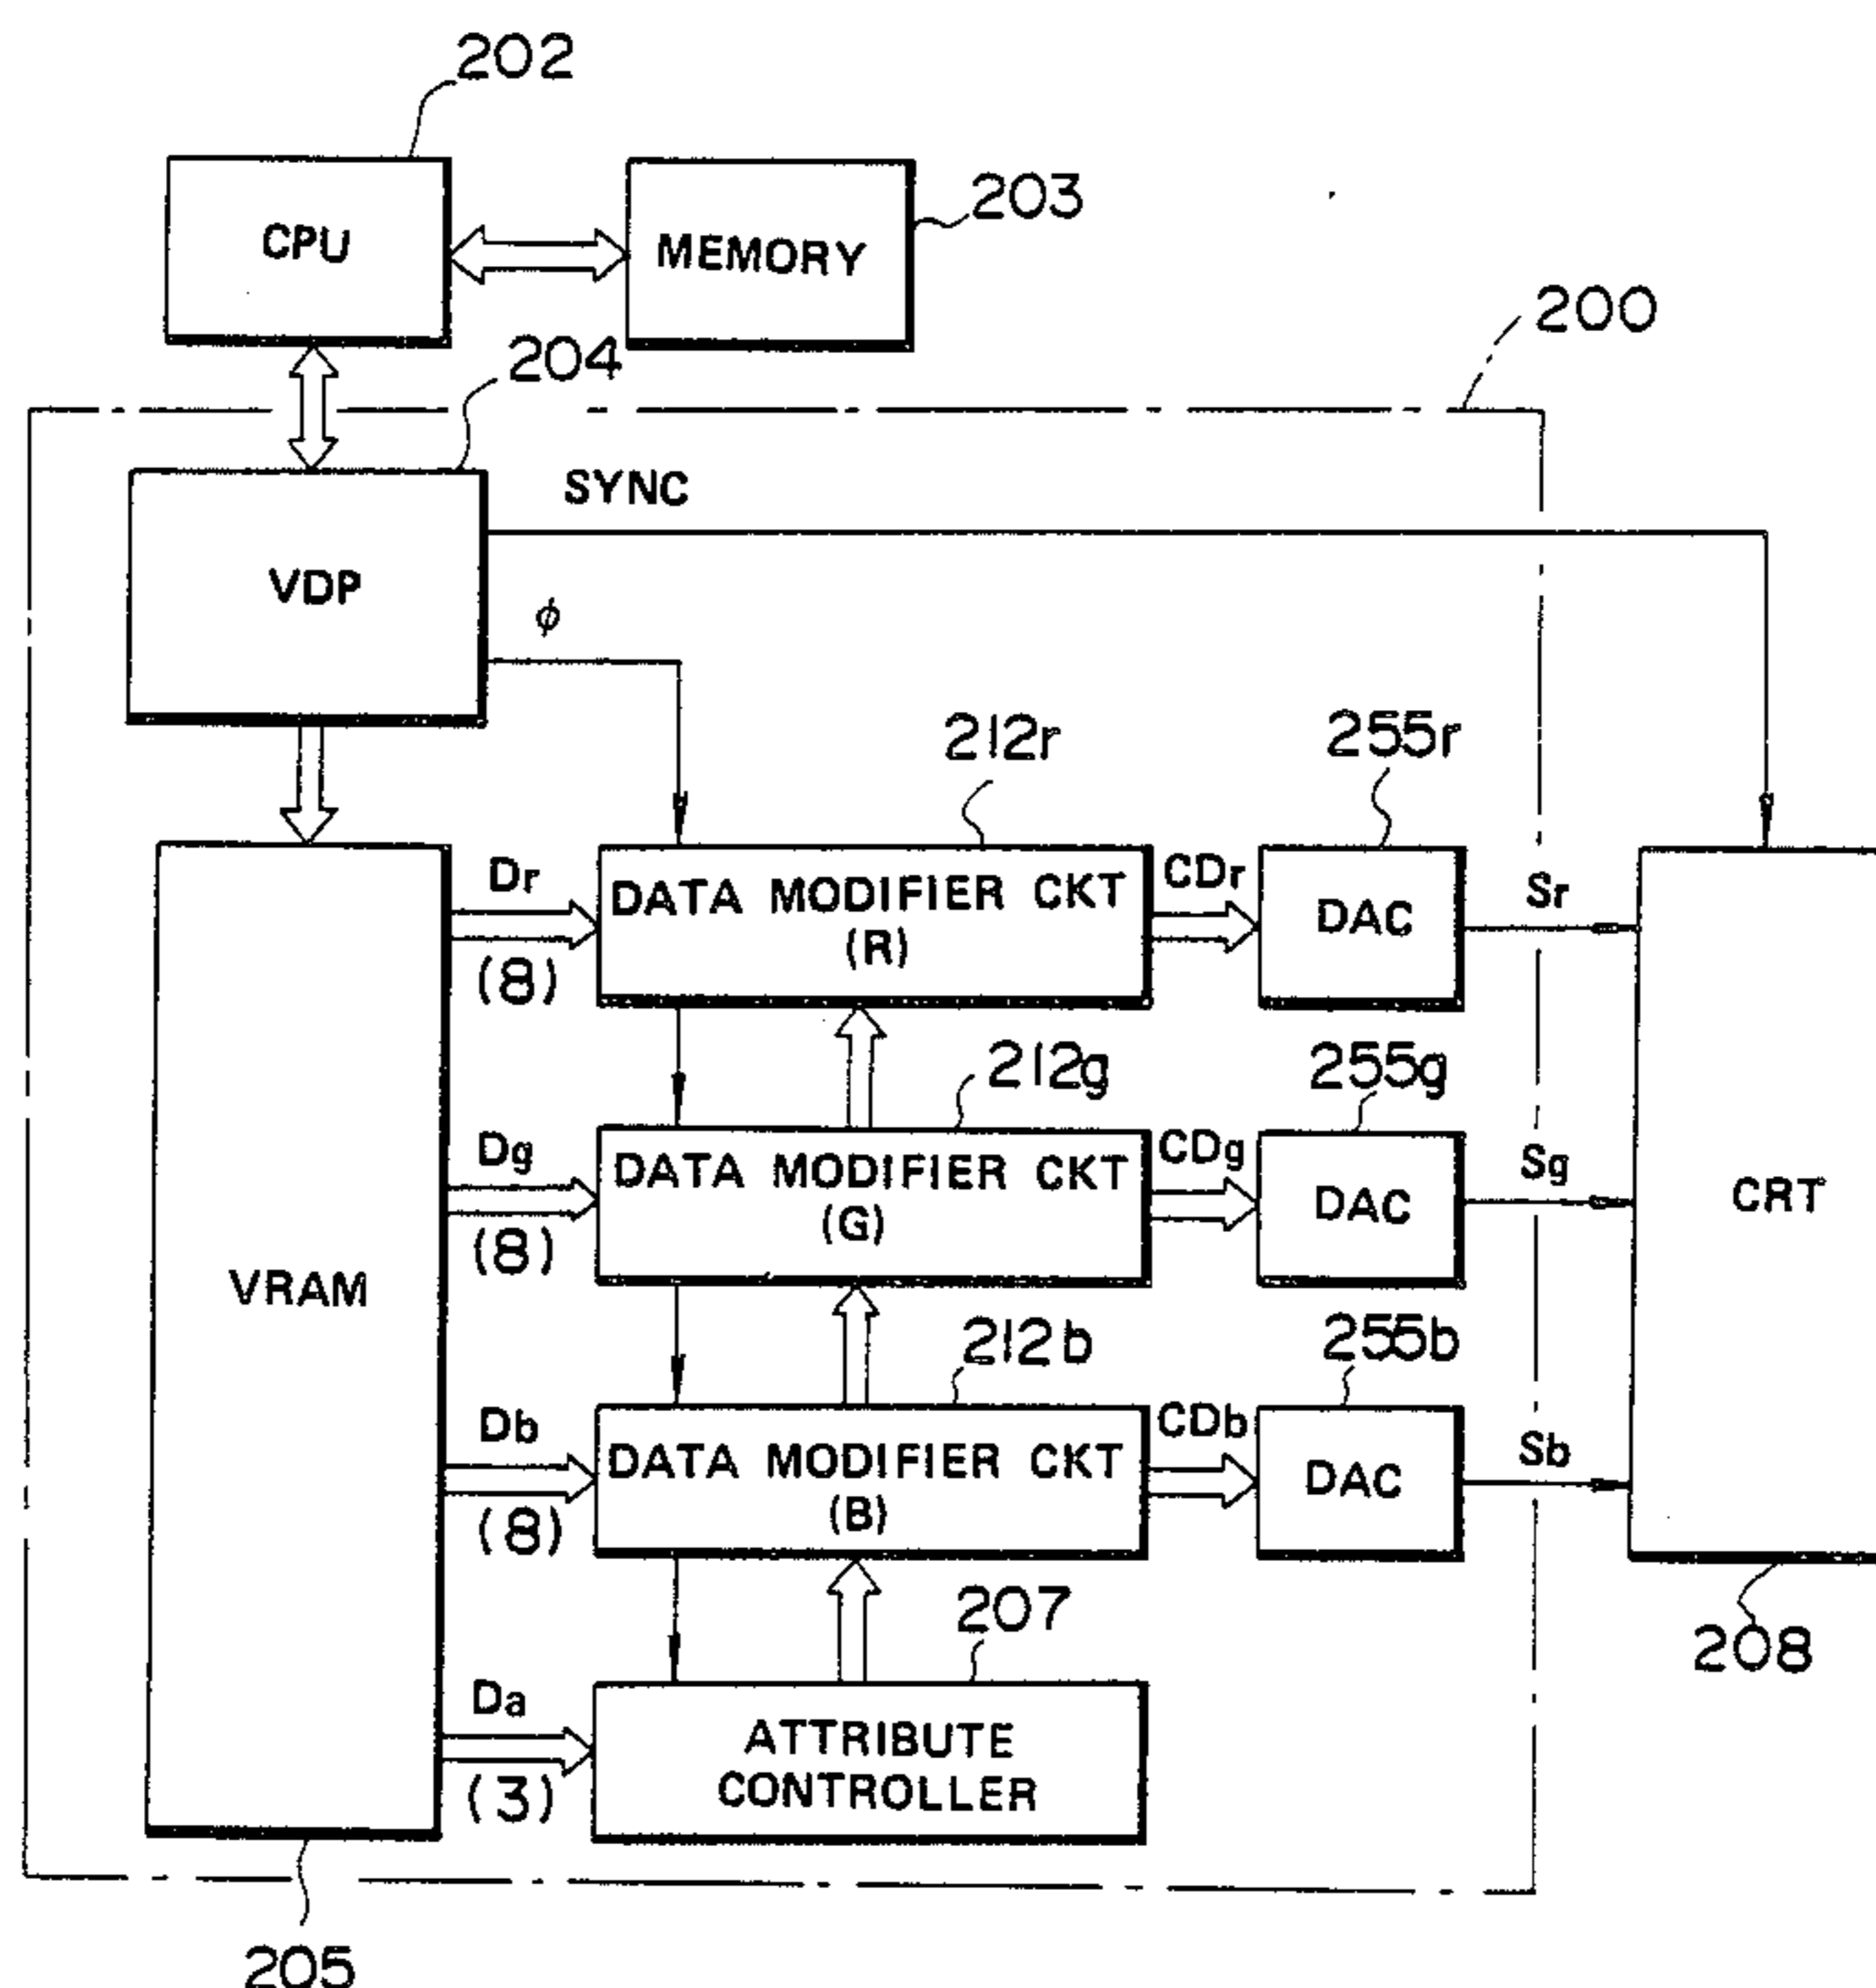 202
CPU
MEMORY
203
200
204
SYNC
VDP
φ
212r
255r
Dr
(8)
DATA MODIFIER CKT
(R)
CDr
DAC
Sr
212g
255g
Dg
(8)
DATA MODIFIER CKT
(G)
CDg
DAC
Sg
CRT
VRAM
212b
255b
Db
(8)
DATA MODIFIER CKT
(B)
CDb
DAC
Sb
207
208
Da
(3)
ATTRIBUTE
CONTROLLER
205